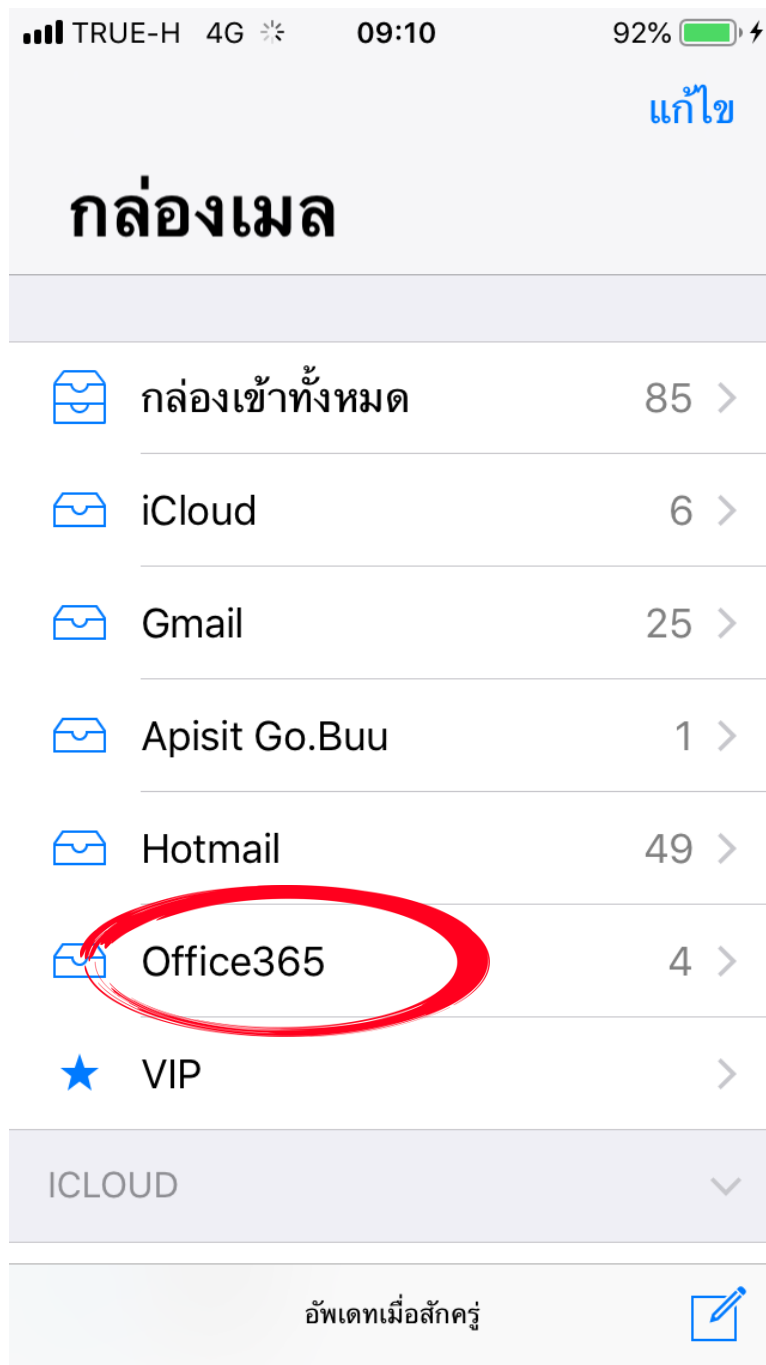 TRUE-H 4G 09:10 92%
แก้ไข
กล่องเมล
กล่องเข้าทั้งหมด 85
iCloud 6
Gmail 25
Apisit Go.Buu 1
Hotmail 49
Office365 4
VIP
ICLOUD
อัพเดทเมื่อสักครู่